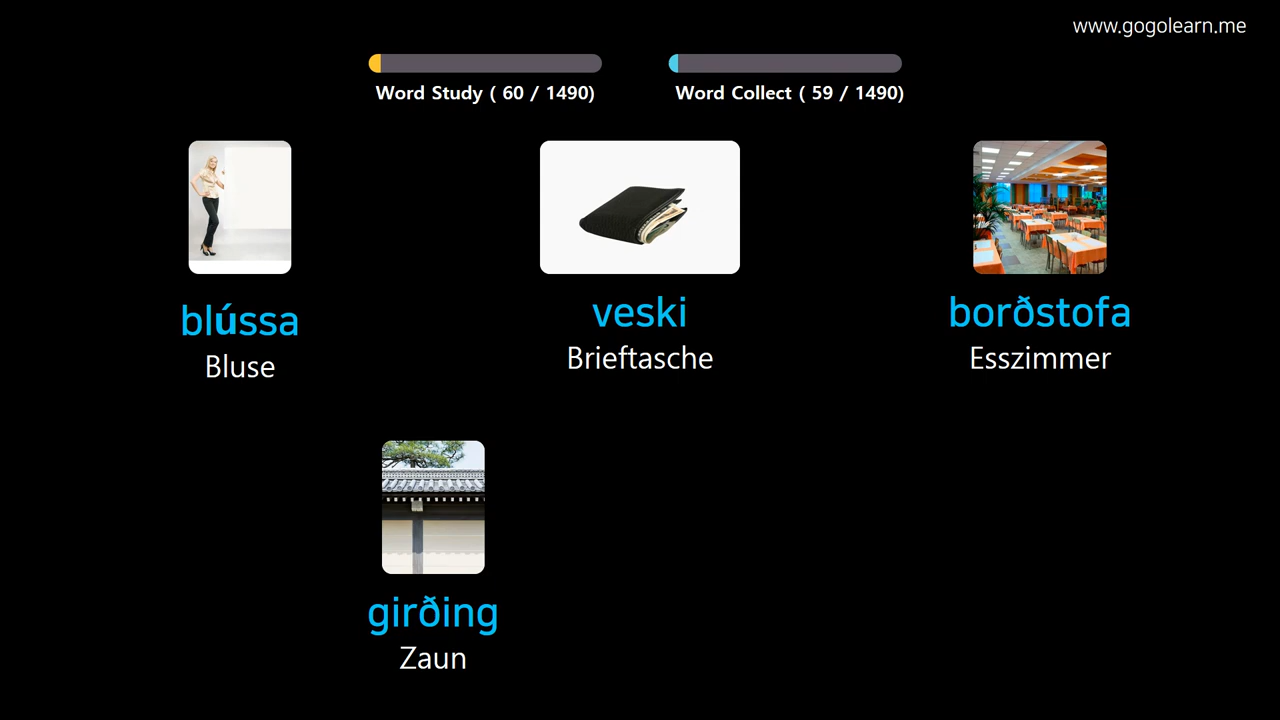 www.gogolearn.me
Word Study ( 60 / 1490)
Word Collect ( 59 / 1490)
blússa
Bluse
veski
Brieftasche
borðstofa
Esszimmer
girðing
Zaun